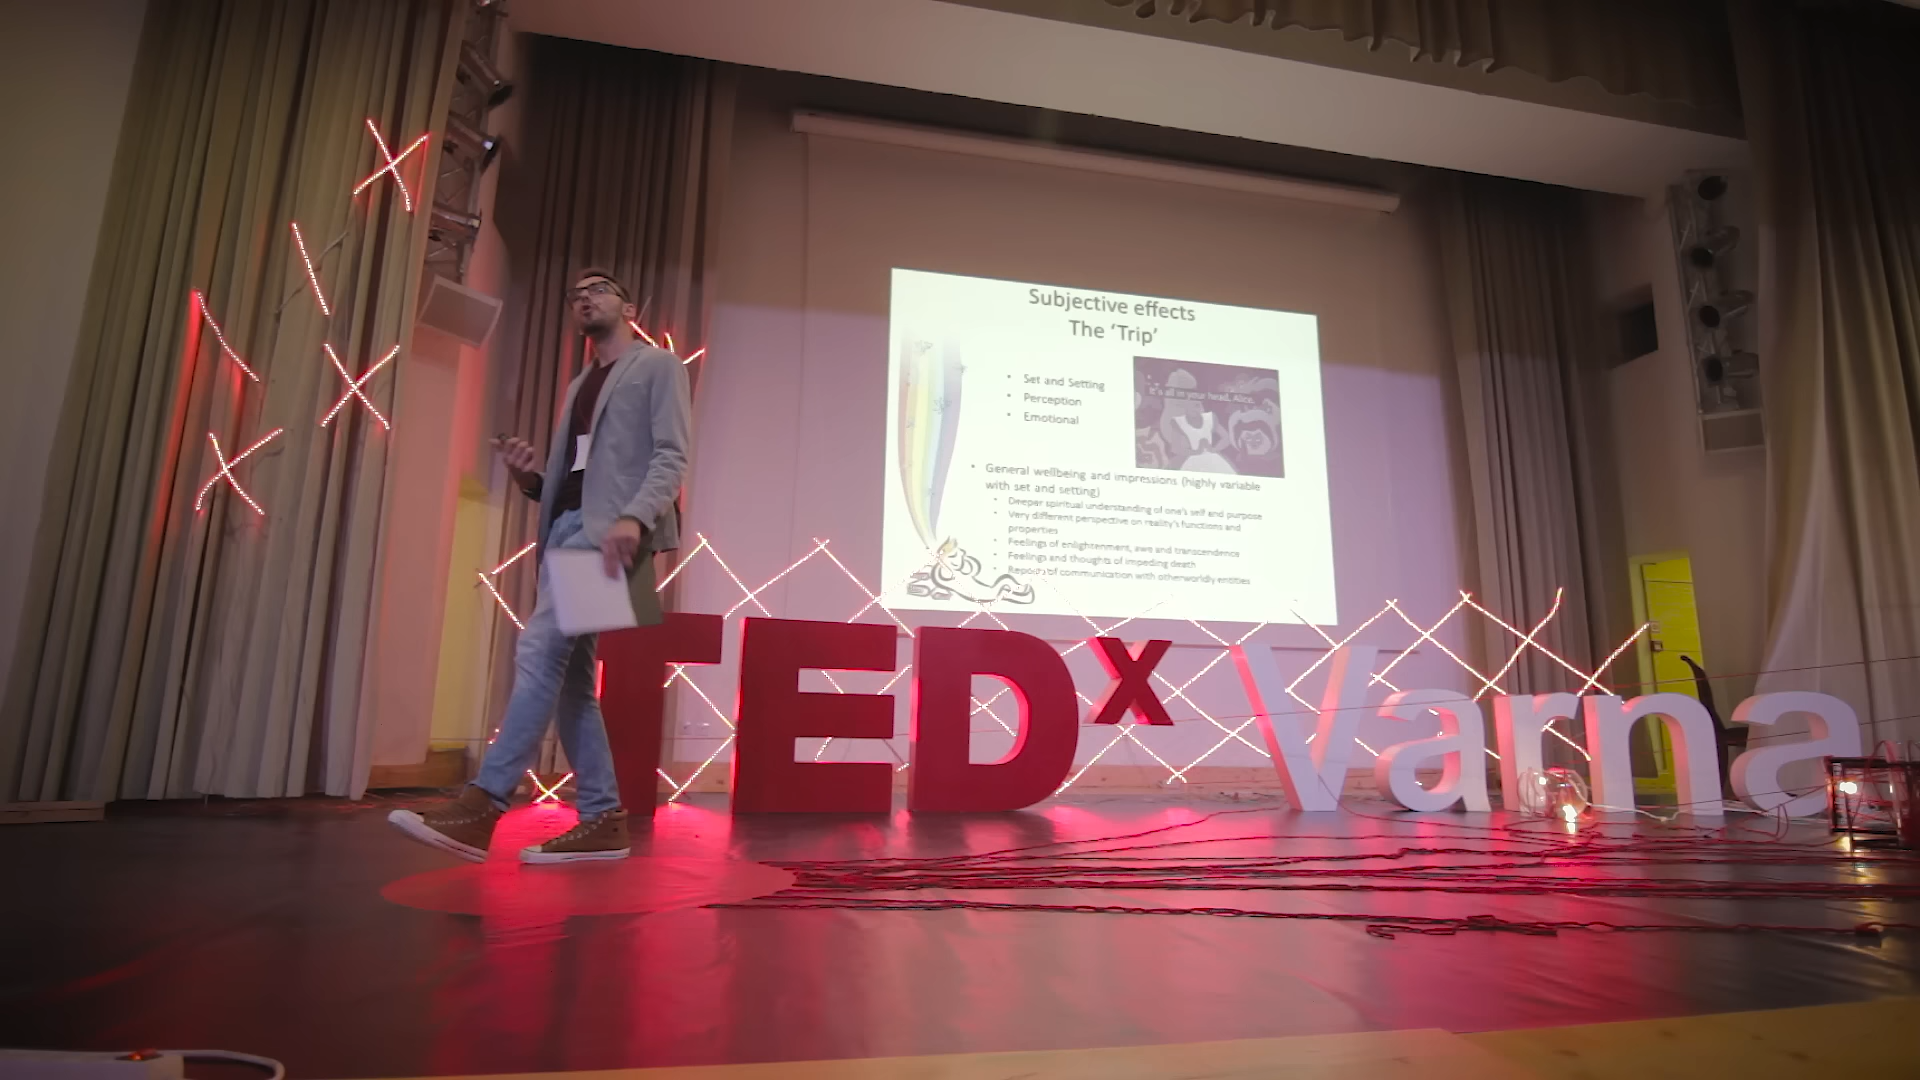 Subjective effects
The ‘Trip’
• Set and Setting
• Perception
• Emotional
It's all in your head, Alice.
• General wellbeing and impressions (highly variable
with set and setting)
• Deeper spiritual understanding of one's self and purpose
• Very different perspective on reality's functions and
properties
• Feelings of enlightenment, awe and transcendence
• Feelings and thoughts of impeding death
• Reports of communication with otherworldly entities
TEDx Varna